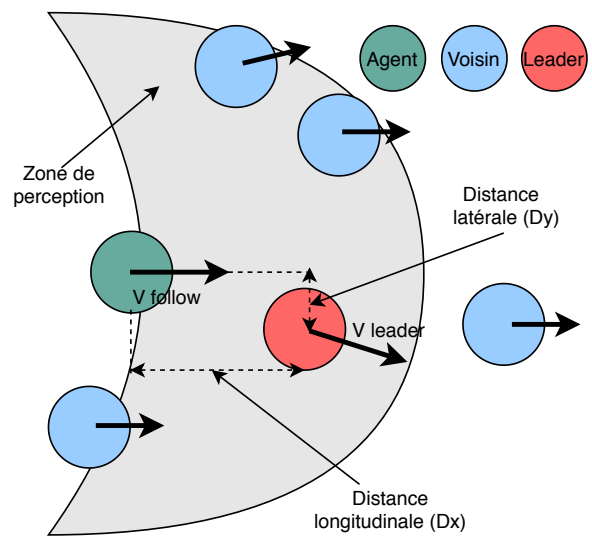 Agent
Voisin
Leader
Zone de
perception
Distance
latérale (Dy)
V follow
V leader
Distance
longitudinale (Dx)